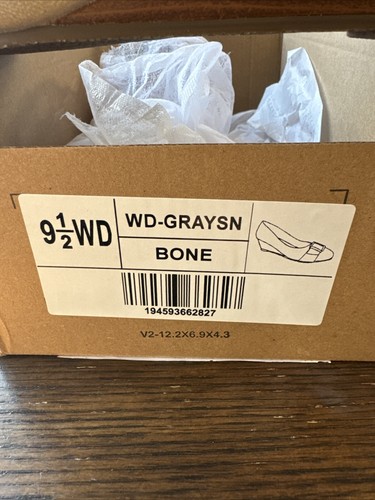 9½WD
WD-GRAYSN
BONE
194593662827
V2-12.2X6.9X4.3